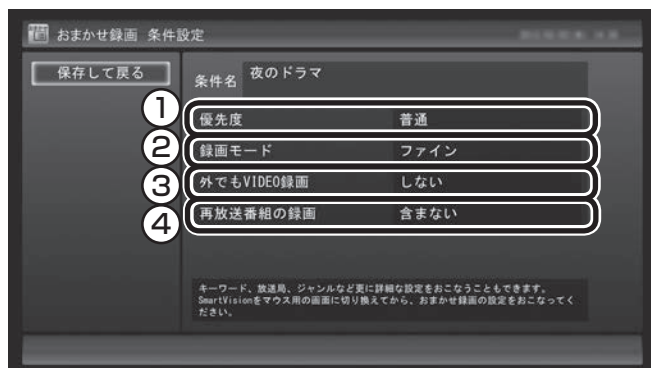 おまかせ録画 条件設定
保存して戻る
条件名 夜のドラマ
① 優先度 普通
② 録画モード ファイン
③ 外でもVIDEO録画 しない
④ 再放送番組の録画 含まない
キーワード、放送局、ジャンルなど更に詳細な設定をおこなうこともできます。
SmartVisionをマウス用の画面に切り換えてから、おまかせ録画の設定をおこなってく
ださい。